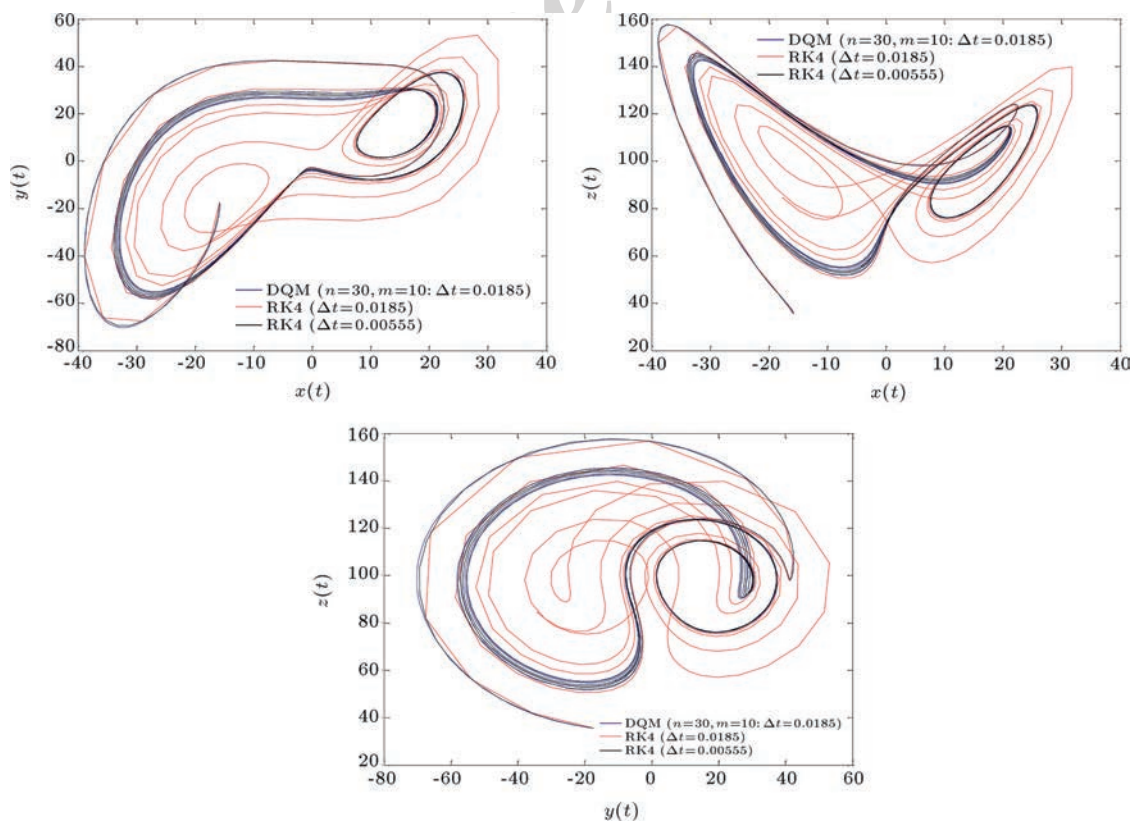 60
40
20
0
-20
-40
-60
-80
y(t)
-40 -30 -20 -10 0 10 20 30 40
x(t)
DQM (n=30, m=10: Δt=0.0185)
RK4 (Δt=0.0185)
RK4 (Δt=0.00555)
160
140
120
100
80
60
40
20
z(t)
-40 -30 -20 -10 0 10 20 30 40
x(t)
DQM (n=30, m=10: Δt=0.0185)
RK4 (Δt=0.0185)
RK4 (Δt=0.00555)
160
140
120
100
80
60
40
20
z(t)
-80 -60 -40 -20 0 20 40 60
y(t)
DQM (n=30, m=10: Δt=0.0185)
RK4 (Δt=0.0185)
RK4 (Δt=0.00555)